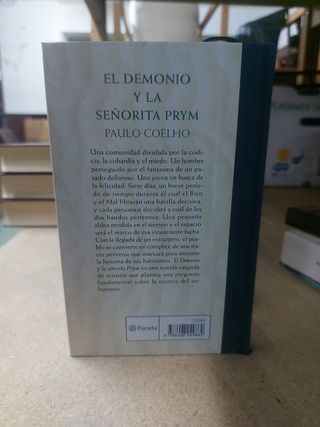 EL DEMONIO
Y LA
SEÑORITA PRYM
PAULO COELHO
Una comunidad dividida por la codi-
cia, la cobardía y el miedo. Un hombre
perseguido por el fantasma de un pa-
sado doloroso. Una joven en busca de
la felicidad. Siete días, un breve perío-
do de tiempo durante el cual el Bien
y el Mal librarán una batalla decisiva,
y cada personaje decidirá a cuál de los
dos bandos pertenece. Una pequeña
aldea perdida en el tiempo y el espacio
será el marco de esa inquietante lucha.
Con la llegada de un extranjero, el pue-
blo se convierte en cómplice de una tra-
ma perversa que marcará para siempre
la historia de sus habitantes. El Demonio
y la señorita Prym es una novela cargada
de tensión que plantea una pregunta
fundamental sobre la esencia del ser
humano.
Planeta